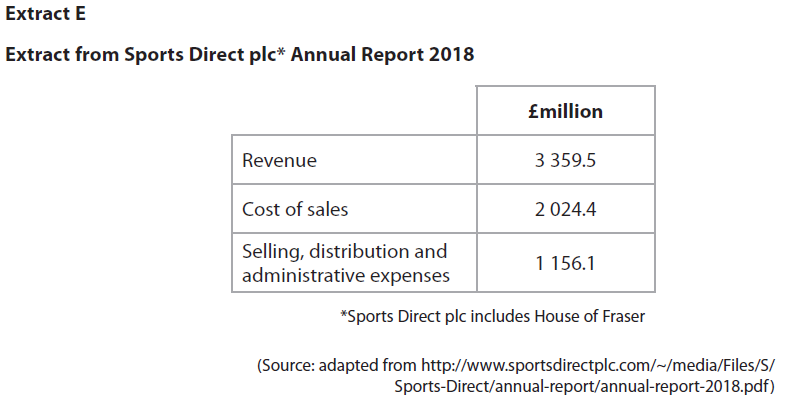 Extract E
Extract from Sports Direct plc* Annual Report 2018
£million
Revenue 3 359.5
Cost of sales 2 024.4
Selling, distribution and
administrative expenses 1 156.1
*Sports Direct plc includes House of Fraser
(Source: adapted from http://www.sportsdirectplc.com/~/media/Files/S/
Sports-Direct/annual-report/annual-report-2018.pdf)